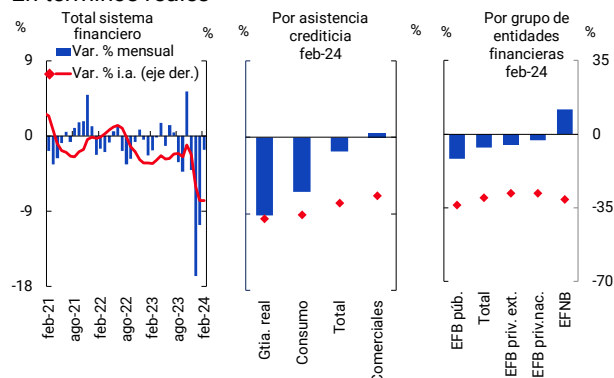 En términos reales
%
Total sistema
financiero
%
Var. % mensual
Var. % i.a. (eje der.)
9
0
-9
-18
feb-21
ago-21
feb-22
ago-22
feb-23
ago-23
feb-24
%
Por asistencia
crediticia
feb-24
Gtia. real
Consumo
Total
Comerciales
%
Por grupo de
entidades
financieras
feb-24
%
35
0
-35
-70
EFB púb.
Total
EFB priv. ext.
EFB priv.nac.
EFNB